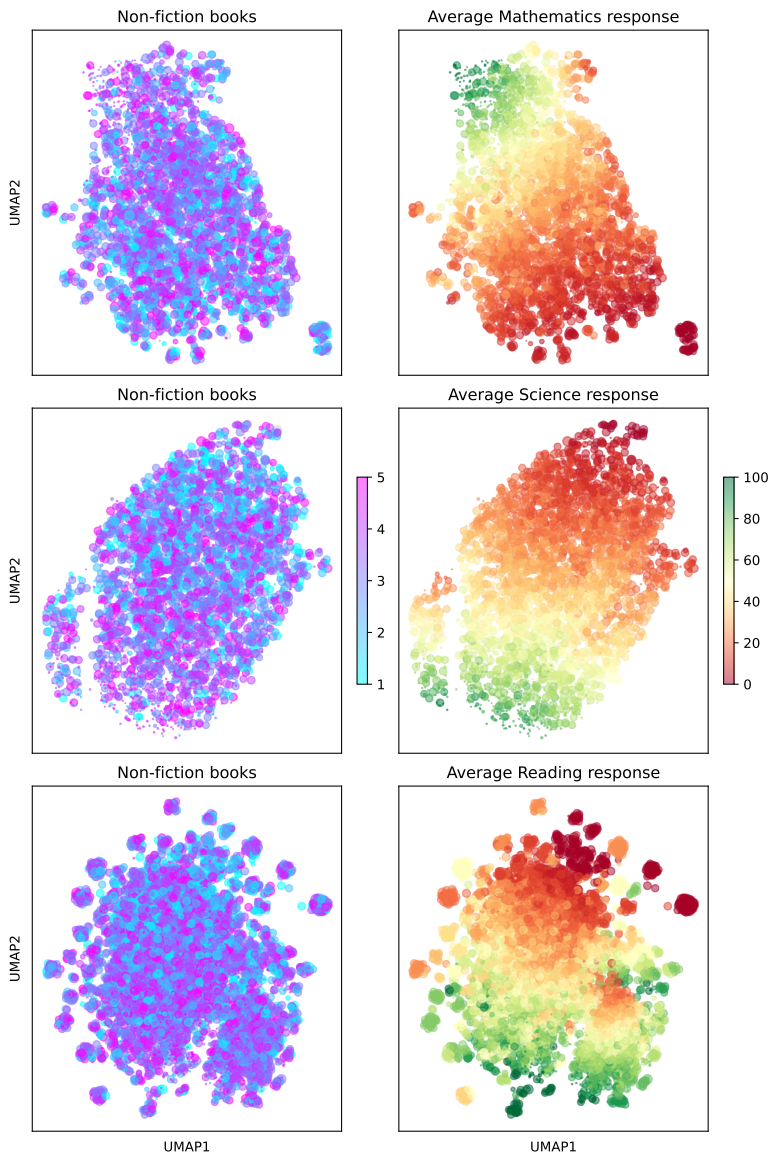 Non-fiction books
Average Mathematics response
UMAP2
Non-fiction books
Average Science response
UMAP2
5
4
3
2
1
100
80
60
40
20
0
Non-fiction books
Average Reading response
UMAP2
UMAP1
UMAP1